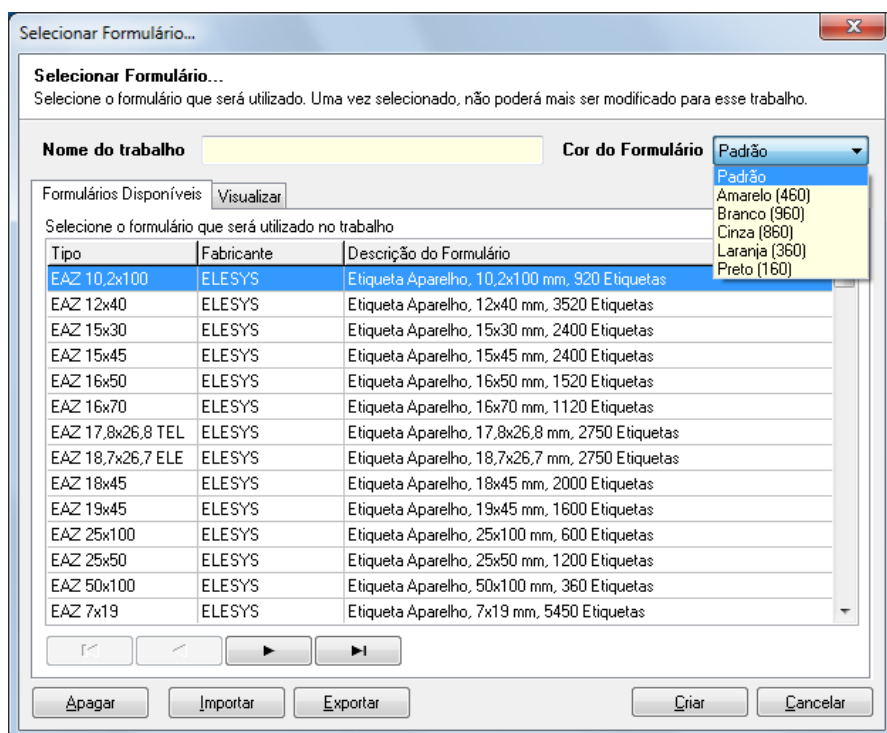 Selecionar Formulário...
Selecionar Formulário...
Selecione o formulário que será utilizado. Uma vez selecionado, não poderá mais ser modificado para esse trabalho.
Nome do trabalho Cor do Formulário Padrão
Padrão
Amarelo (460)
Branco (960)
Cinza (860)
Laranja (360)
Preto (160)
Formulários Disponíveis Visualizar
Selecione o formulário que será utilizado no trabalho
Tipo Fabricante Descrição do Formulário
EAZ 10,2x100 ELESYS Etiqueta Aparelho, 10,2x100 mm, 920 Etiquetas
EAZ 12x40 ELESYS Etiqueta Aparelho, 12x40 mm, 3520 Etiquetas
EAZ 15x30 ELESYS Etiqueta Aparelho, 15x30 mm, 2400 Etiquetas
EAZ 15x45 ELESYS Etiqueta Aparelho, 15x45 mm, 2400 Etiquetas
EAZ 16x50 ELESYS Etiqueta Aparelho, 16x50 mm, 1520 Etiquetas
EAZ 16x70 ELESYS Etiqueta Aparelho, 16x70 mm, 1120 Etiquetas
EAZ 17,8x26,8 TEL ELESYS Etiqueta Aparelho, 17,8x26,8 mm, 2750 Etiquetas
EAZ 18,7x26,7 ELE ELESYS Etiqueta Aparelho, 18,7x26,7 mm, 2750 Etiquetas
EAZ 18x45 ELESYS Etiqueta Aparelho, 18x45 mm, 2000 Etiquetas
EAZ 19x45 ELESYS Etiqueta Aparelho, 19x45 mm, 1600 Etiquetas
EAZ 25x100 ELESYS Etiqueta Aparelho, 25x100 mm, 600 Etiquetas
EAZ 25x50 ELESYS Etiqueta Aparelho, 25x50 mm, 1200 Etiquetas
EAZ 50x100 ELESYS Etiqueta Aparelho, 50x100 mm, 360 Etiquetas
EAZ 7x19 ELESYS Etiqueta Aparelho, 7x19 mm, 5450 Etiquetas
Apagar Importar Exportar Criar Cancelar